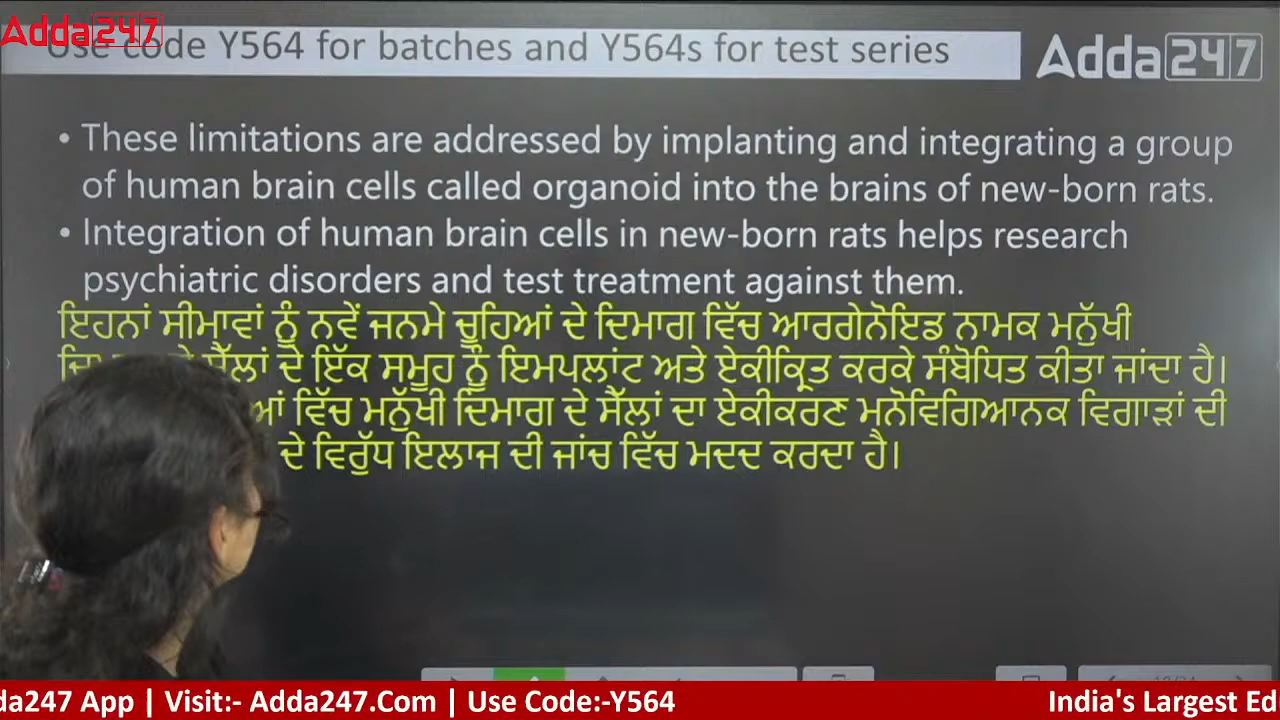 Adda247
Use code Y564 for batches and Y564s for test series
Adda247
• These limitations are addressed by implanting and integrating a group
of human brain cells called organoid into the brains of new-born rats.
• Integration of human brain cells in new-born rats helps research
psychiatric disorders and test treatment against them.
ਇਹਨਾਂ ਸੀਮਾਵਾਂ ਨੂੰ ਨਵੇਂ ਜਨਮੇ ਚੂਹਿਆਂ ਦੇ ਦਿਮਾਗ ਵਿੱਚ ਆਰਗੇਨੋਇਡ ਨਾਮਕ ਮਨੁੱਖੀ
ਦੇ ਇੱਕ ਸਮੂਹ ਨੂੰ ਇਮਪਲਾਂਟ ਅਤੇ ਏਕੀਕ੍ਰਿਤ ਕਰਕੇ ਸੰਬੋਧਿਤ ਕੀਤਾ ਜਾਂਦਾ ਹੈ।
ਵਿੱਚ ਮਨੁੱਖੀ ਦਿਮਾਗ ਦੇ ਸੈੱਲਾਂ ਦਾ ਏਕੀਕਰਣ ਮਨੋਵਿਗਿਆਨਕ ਵਿਗਾੜਾਂ ਦੀ
ਦੇ ਵਿਰੁੱਧ ਇਲਾਜ ਦੀ ਜਾਂਚ ਵਿੱਚ ਮਦਦ ਕਰਦਾ ਹੈ।
da247 App | Visit:- Adda247.Com | Use Code:-Y564
India's Largest Ed